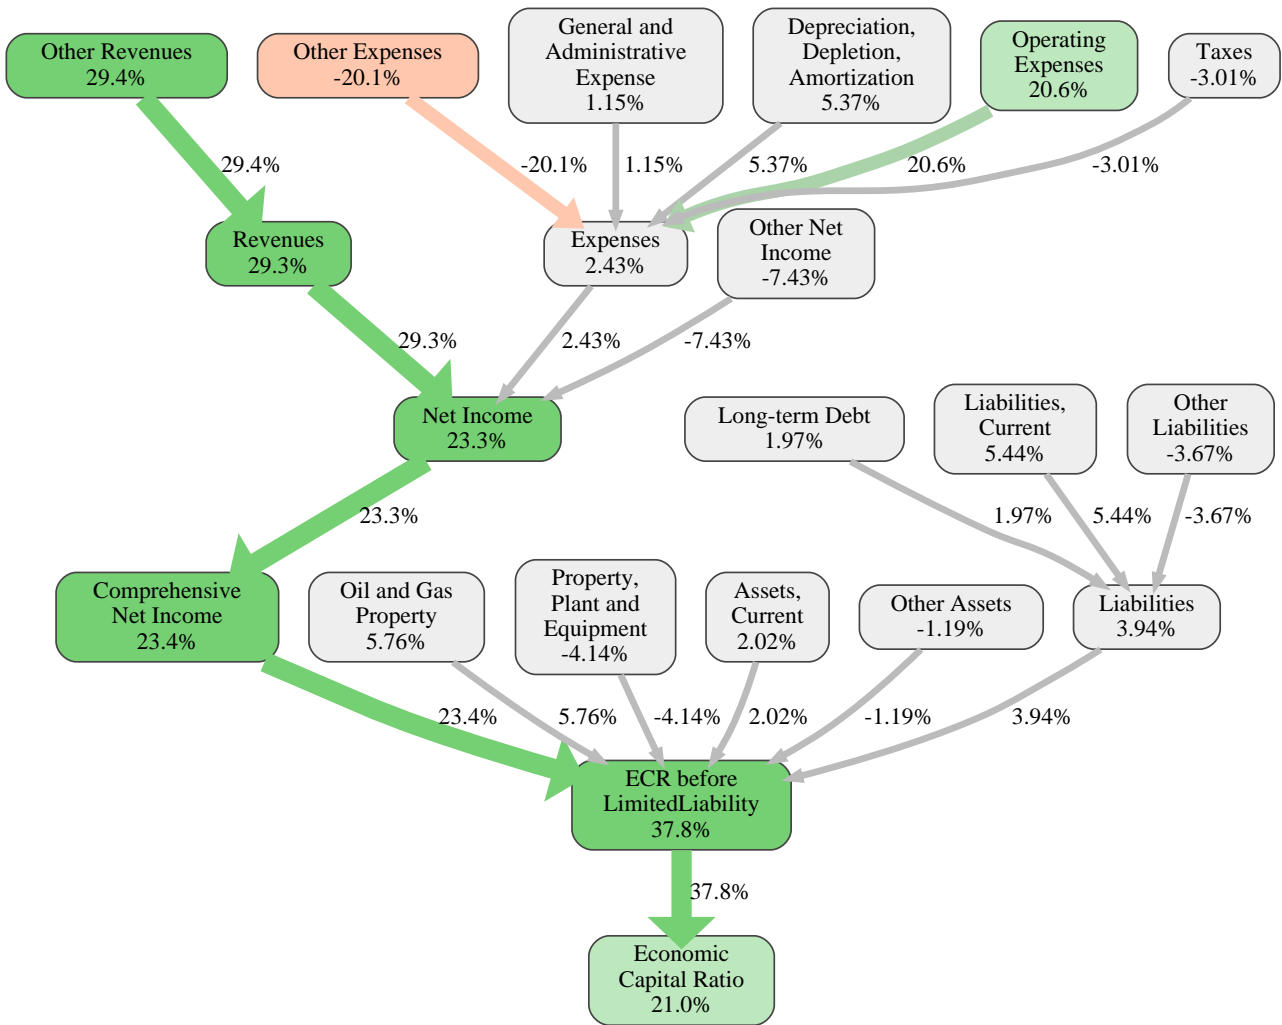 Other Revenues
29.4%
Other Expenses
-20.1%
General and
Administrative
Expense
1.15%
Depreciation,
Depletion,
Amortization
5.37%
Operating
Expenses
20.6%
Taxes
-3.01%
29.4%
-20.1%
1.15%
5.37%
20.6%
-3.01%
Revenues
29.3%
Expenses
2.43%
Other Net
Income
-7.43%
29.3%
2.43%
-7.43%
Net Income
23.3%
Long-term Debt
1.97%
Liabilities,
Current
5.44%
Other
Liabilities
-3.67%
23.3%
1.97%
5.44%
-3.67%
Comprehensive
Net Income
23.4%
Oil and Gas
Property
5.76%
Property,
Plant and
Equipment
-4.14%
Assets,
Current
2.02%
Other Assets
-1.19%
Liabilities
3.94%
23.4%
5.76%
-4.14%
2.02%
-1.19%
3.94%
ECR before
LimitedLiability
37.8%
37.8%
Economic
Capital Ratio
21.0%